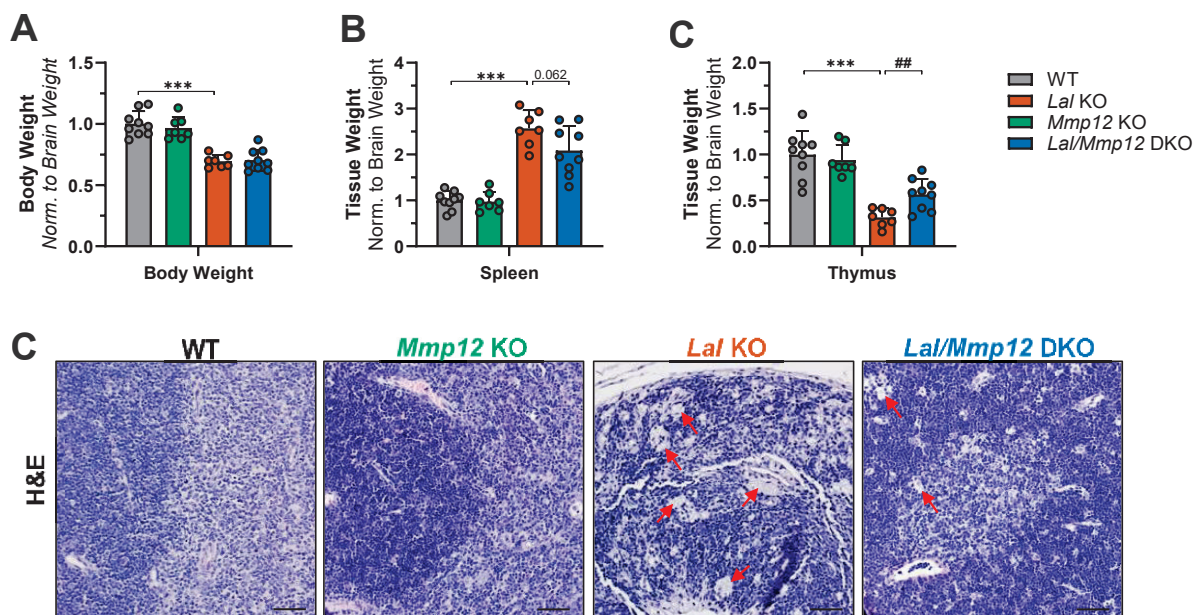 A
Body Weight
Norm. to Brain Weight
1.5
1.0
0.5
0.0
***
Body Weight
B
Tissue Weight
Norm. to Brain Weight
4
3
2
1
0
***
0.062
Spleen
C
Tissue Weight
Norm. to Brain Weight
2.0
1.5
1.0
0.5
0.0
***
##
Thymus
WT
Lal KO
Mmp12 KO
Lal/Mmp12 DKO
C
WT
Mmp12 KO
Lal KO
Lal/Mmp12 DKO
H&E